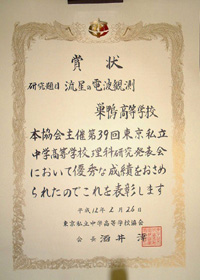 賞状
研究題目 流星の電波観測
巣鴨高等学校
本協会主催第39回東京私立
中学高等学校理科研究発表会
において優秀な成績をおさめ
られたのでこれを表彰します
平成12年2月26日
東京私立中学高等学校協会
会長 酒井